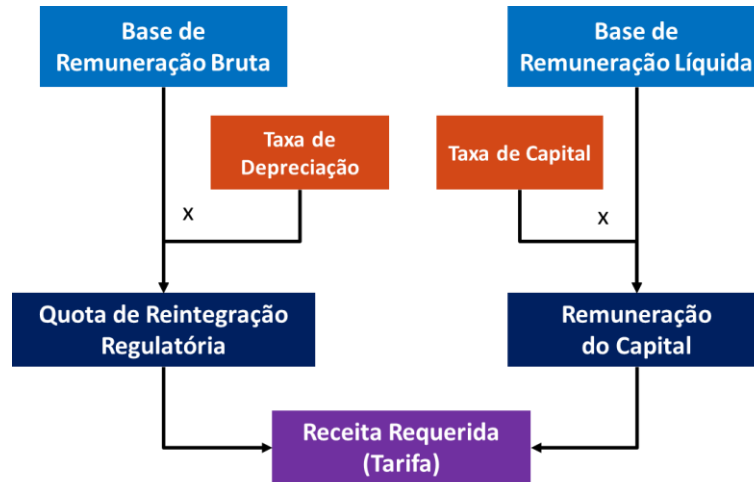 Base de
Remuneração Bruta
Base de
Remuneração Líquida
Taxa de
Depreciação
Taxa de Capital
x
x
Quota de Reintegração
Regulatória
Remuneração
do Capital
Receita Requerida
(Tarifa)